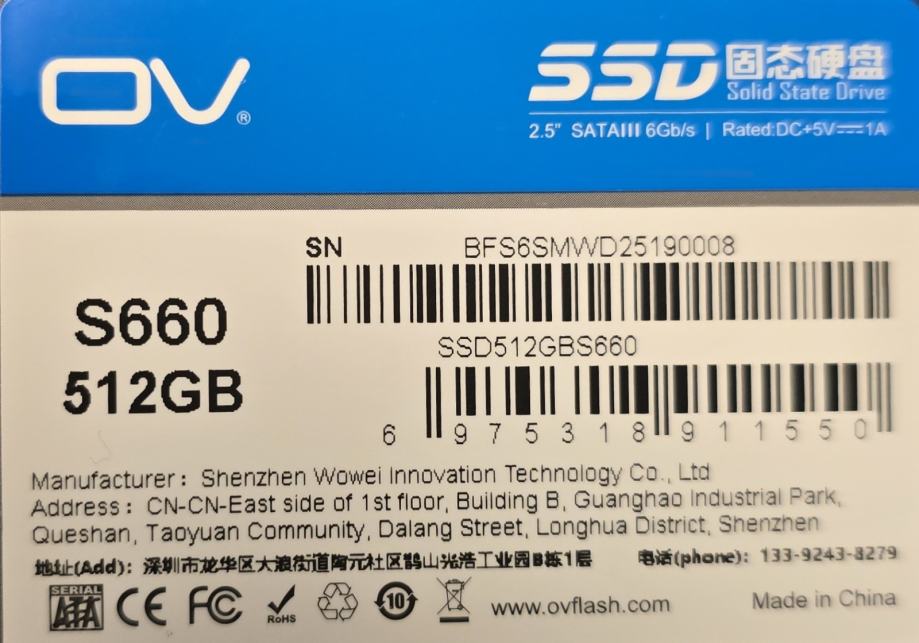 OV®
SSD 固态硬盘
Solid State Drive
2.5" SATAIII 6Gb/s | Rated:DC+5V⎓1A
SN BFS6SMWD25190008
S660
512GB
SSD512GBS660
6 975318 911550
Manufacturer: Shenzhen Wowei Innovation Technology Co., Ltd
Address: CN-CN-East side of 1st floor, Building B, Guanghao Industrial Park,
Queshan, Taoyuan Community, Dalang Street, Longhua District, Shenzhen
地址(Add): 深圳市龙华区大浪街道陶元社区鹊山光浩工业园B栋1层 电话(phone): 133-9243-8279
SERIAL ATA CE FC RoHS 10 www.ovflash.com Made in China